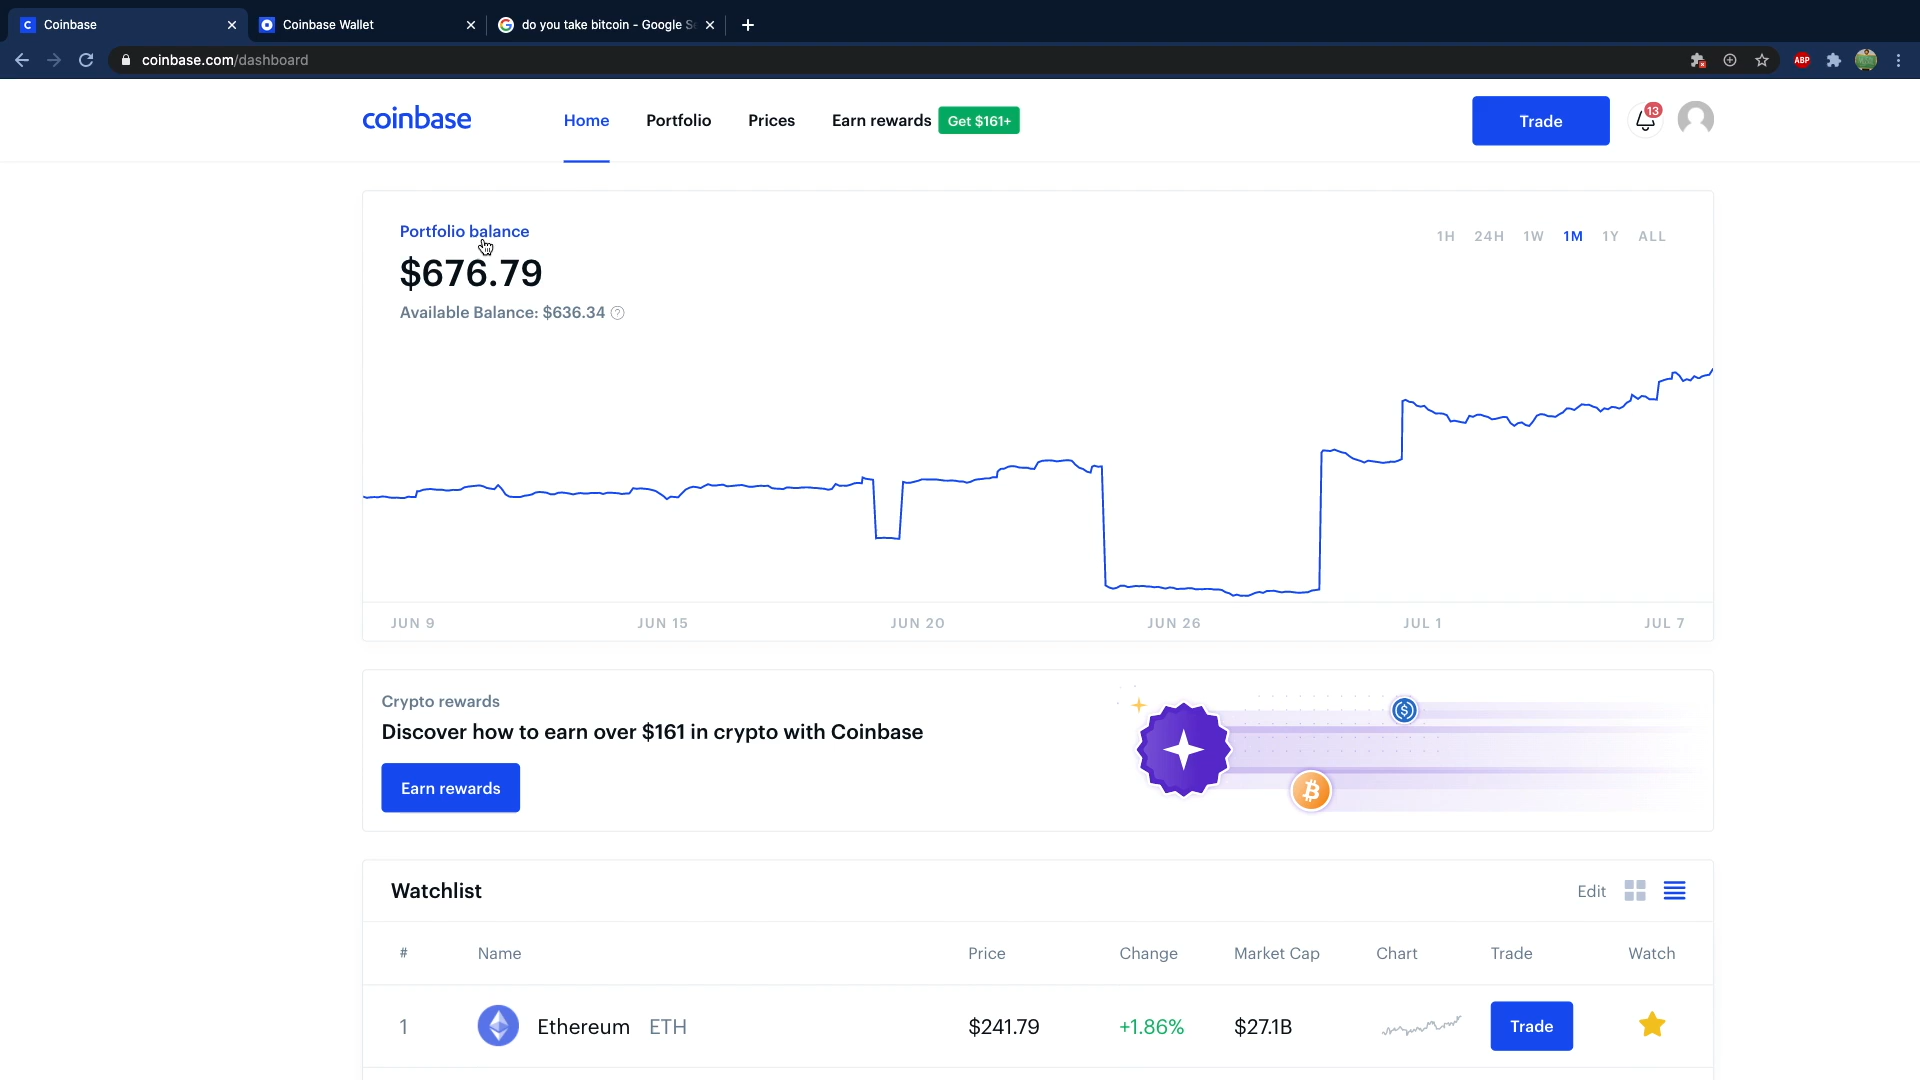 Coinbase
Coinbase Wallet
do you take bitcoin - Google S
coinbase.com/dashboard
ABP
coinbase
Home
Portfolio
Prices
Earn rewards
Get $161+
Trade
13
Portfolio balance
$676.79
Available Balance: $636.34 ?
1H 24H 1W 1M 1Y ALL
JUN 9 JUN 15 JUN 20 JUN 26 JUL 1 JUL 7
Crypto rewards
Discover how to earn over $161 in crypto with Coinbase
Earn rewards
Watchlist
Edit
# Name Price Change Market Cap Chart Trade Watch
1 Ethereum ETH $241.79 +1.86% $27.1B Trade